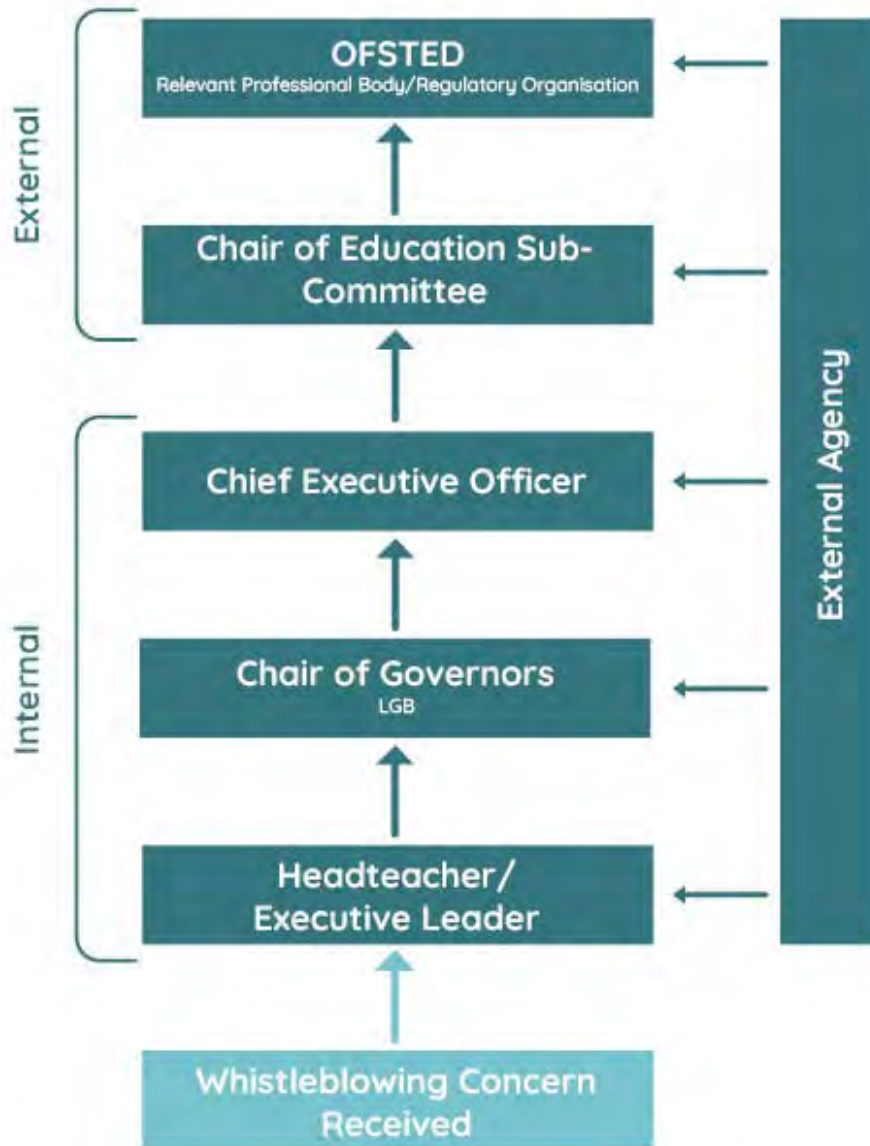 OFSTED
Relevant Professional Body/Regulatory Organisation
External
Chair of Education Sub-
Committee
Chief Executive Officer
External Agency
Chair of Governors
LGB
Internal
Headteacher/
Executive Leader
Whistleblowing Concern
Received